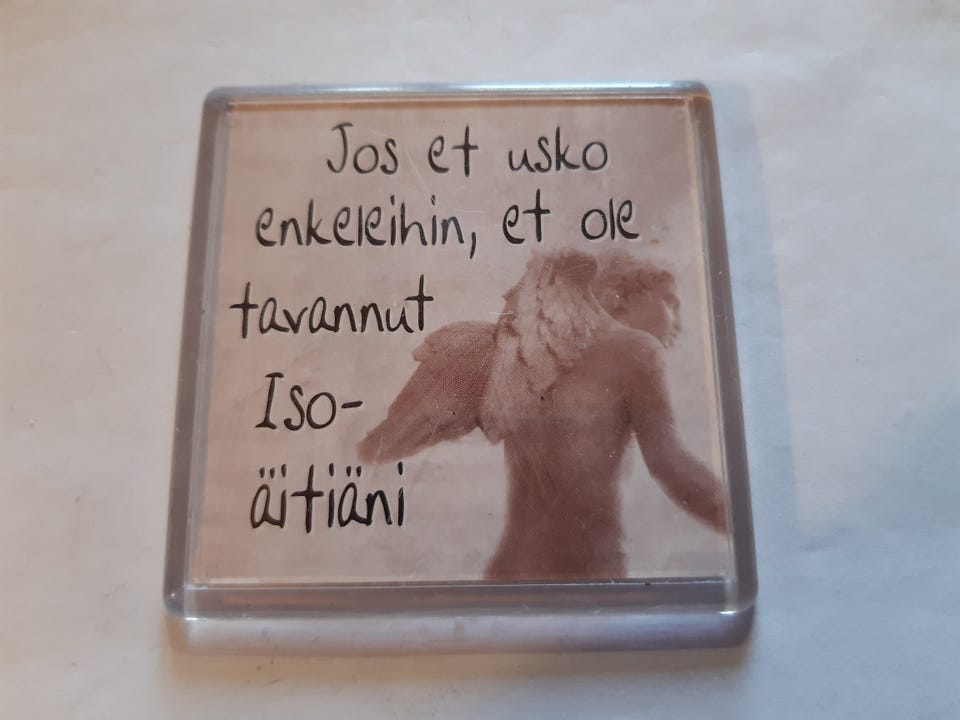 Jos et usko
enkeleihin, et ole
tavannut
Iso-
äitiäni